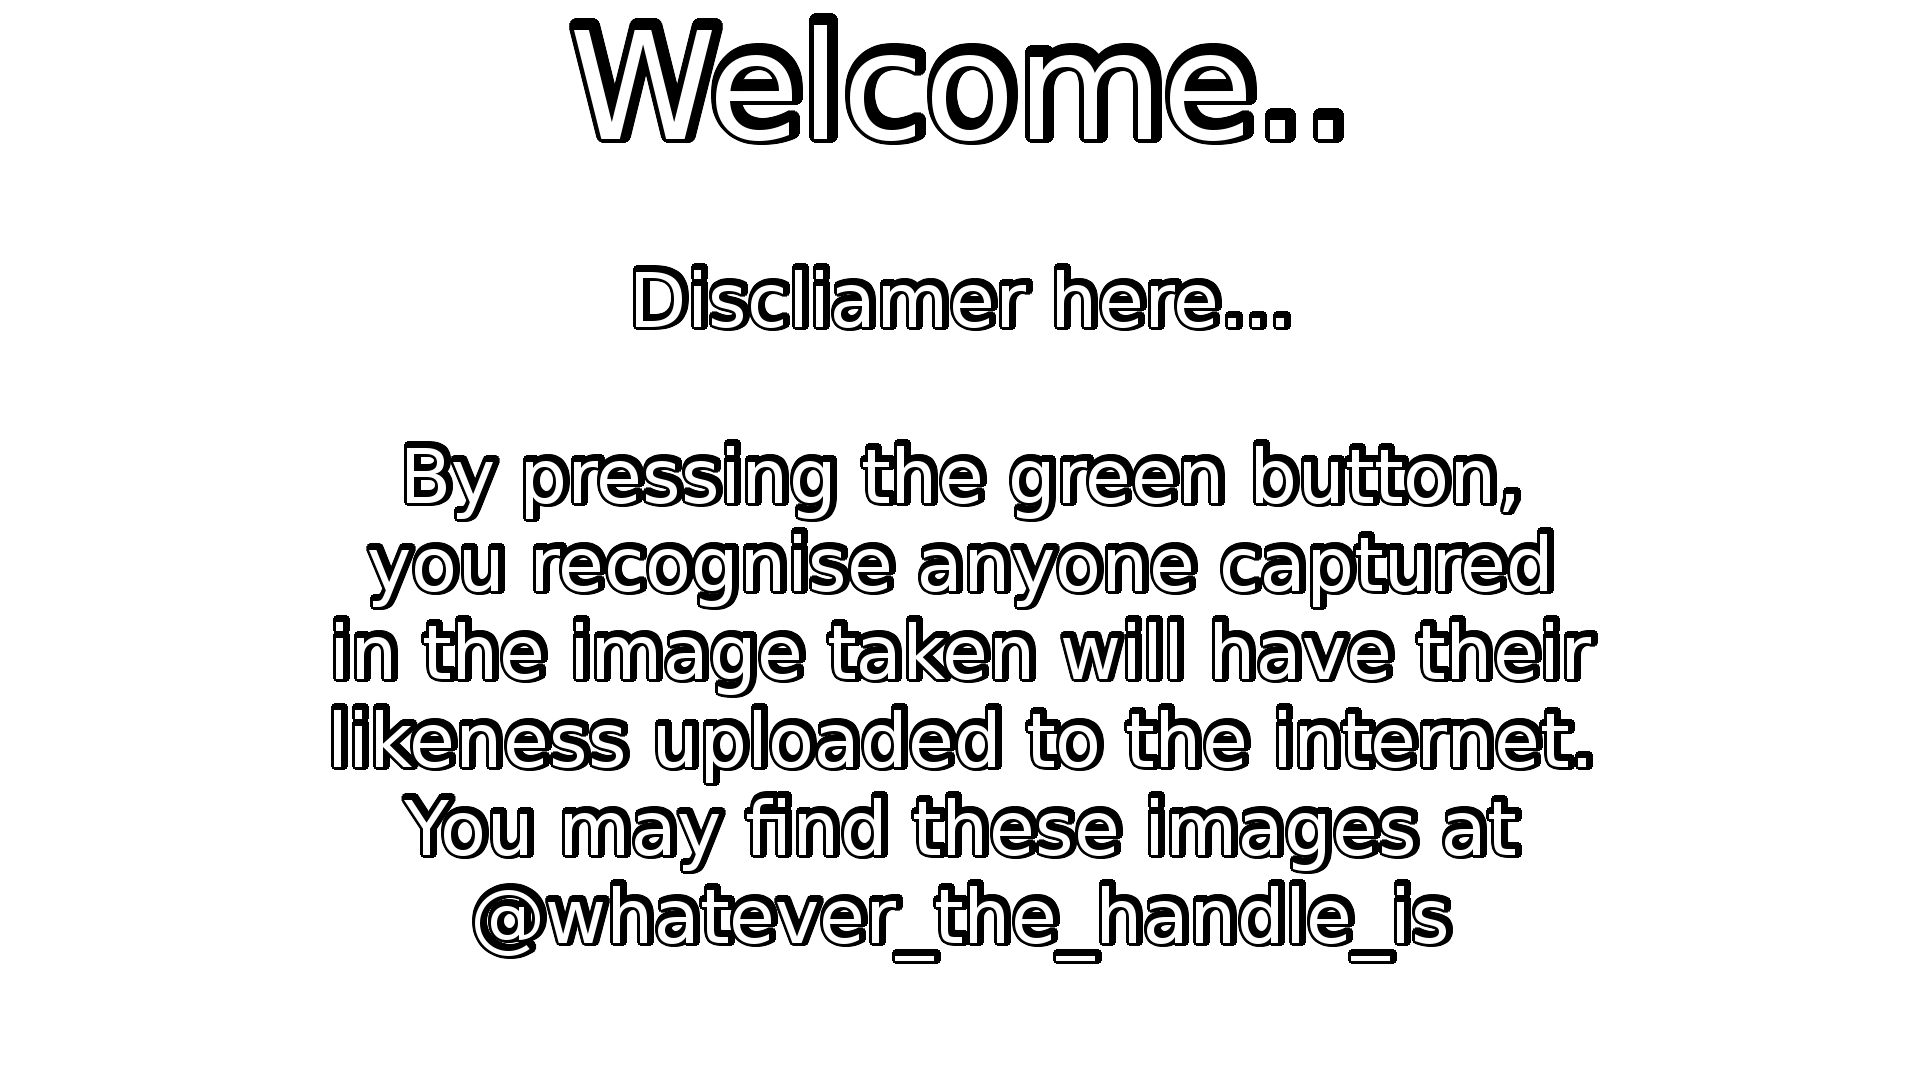 Welcome..
Discliamer here...
By pressing the green button,
you recognise anyone captured
in the image taken will have their
likeness uploaded to the internet.
You may find these images at
@whatever_the_handle_is